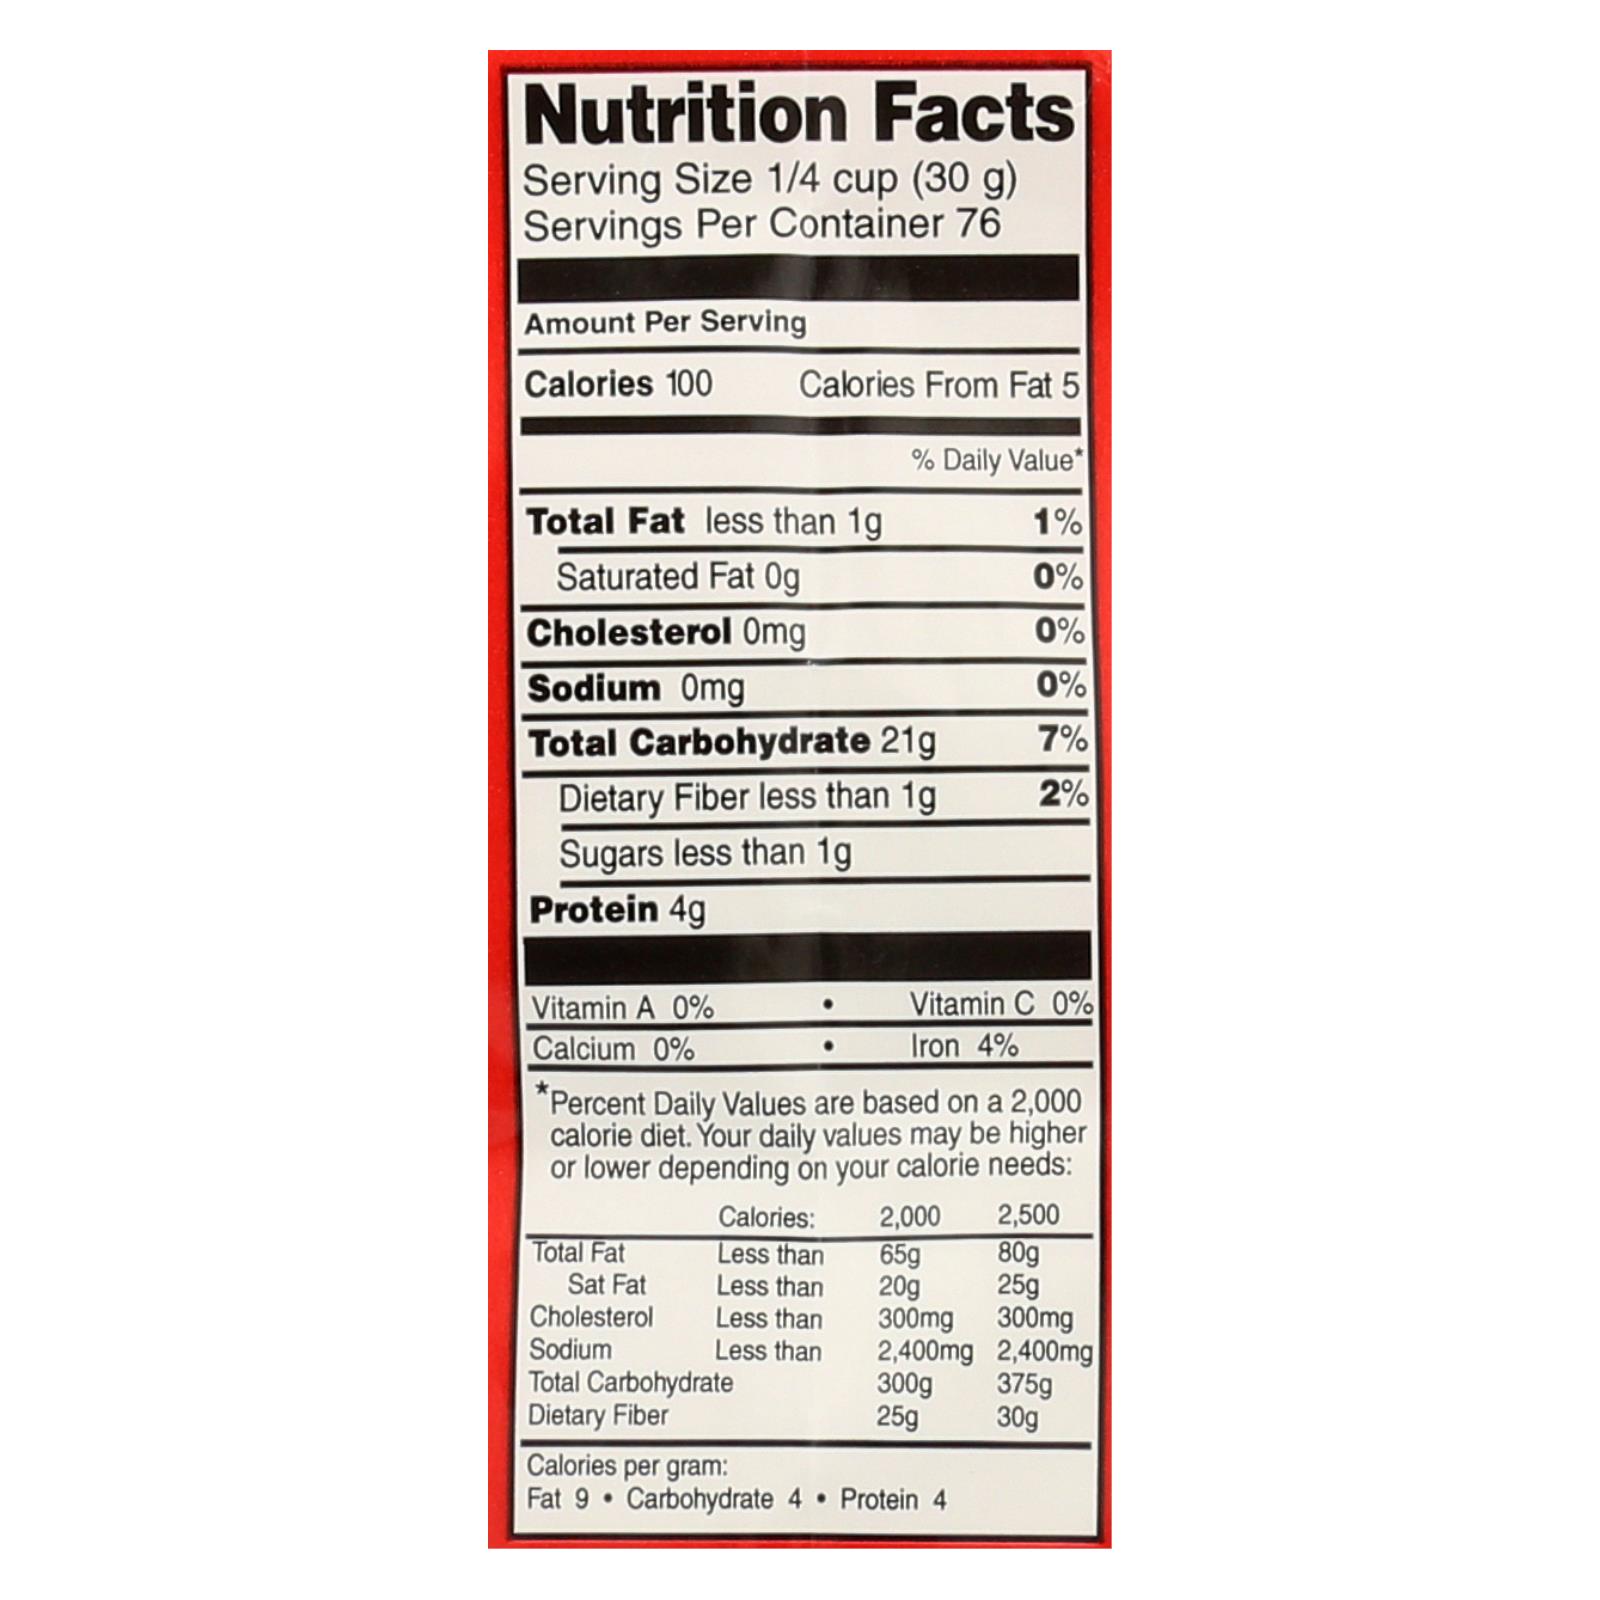 Nutrition Facts
Serving Size 1/4 cup (30 g)
Servings Per Container 76
Amount Per Serving
Calories 100 Calories From Fat 5
% Daily Value*
Total Fat less than 1g 1%
Saturated Fat 0g 0%
Cholesterol 0mg 0%
Sodium 0mg 0%
Total Carbohydrate 21g 7%
Dietary Fiber less than 1g 2%
Sugars less than 1g
Protein 4g
Vitamin A 0% • Vitamin C 0%
Calcium 0% • Iron 4%
*Percent Daily Values are based on a 2,000
calorie diet. Your daily values may be higher
or lower depending on your calorie needs:
Calories: 2,000 2,500
Total Fat Less than 65g 80g
Sat Fat Less than 20g 25g
Cholesterol Less than 300mg 300mg
Sodium Less than 2,400mg 2,400mg
Total Carbohydrate 300g 375g
Dietary Fiber 25g 30g
Calories per gram:
Fat 9 • Carbohydrate 4 • Protein 4